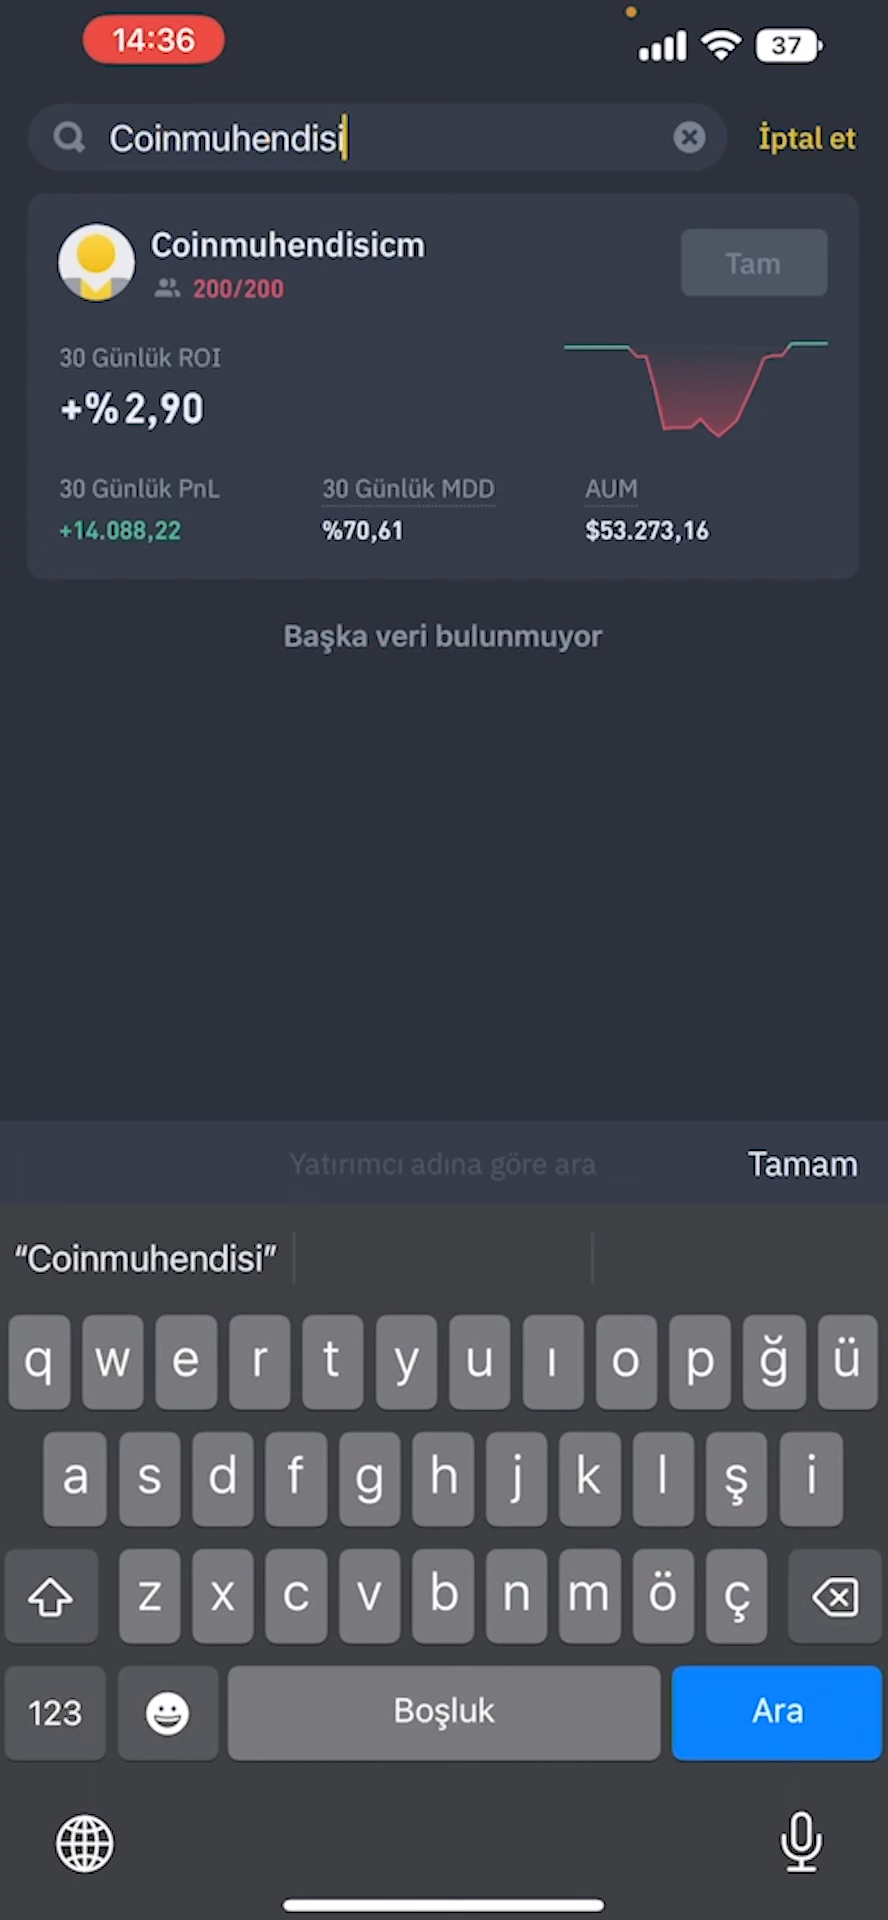 14:36
37
Coinmuhendisi
İptal et
Coinmuhendisicm
200/200
Tam
30 Günlük ROI
+%2,90
30 Günlük PnL
30 Günlük MDD
AUM
+14.088,22
%70,61
$53.273,16
Başka veri bulunmuyor
Yatırımcı adına göre ara
Tamam
“Coinmuhendisi”
q w e r t y u ı o p ğ ü
a s d f g h j k l ş i
z x c v b n m ö ç
123
Boşluk
Ara